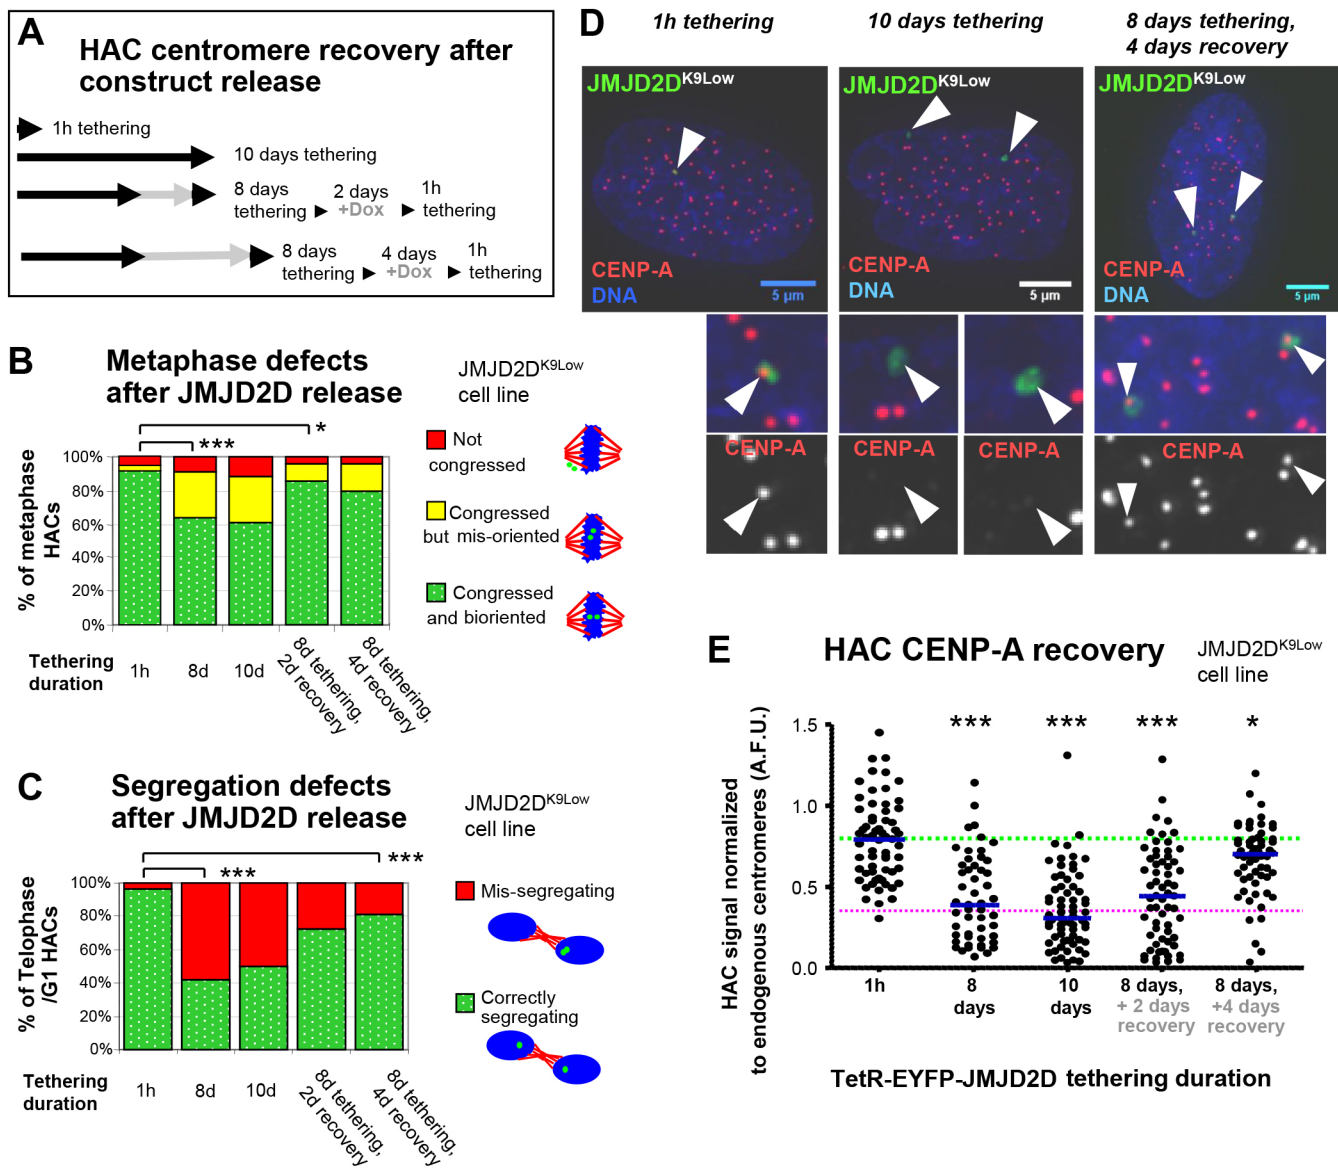 A
HAC centromere recovery after
construct release
1h tethering
10 days tethering
8 days
tethering
2 days
+Dox
1h
tethering
8 days
tethering
4 days
+Dox
1h
tethering
B
Metaphase defects
after JMJD2D release
JMJD2DK9Low
cell line
*
***
% of metaphase
HACs
100%
80%
60%
40%
20%
0%
Not
congressed
Congressed
but mis-oriented
Congressed
and bioriented
Tethering
duration
1h
8d
10d
8d tethering,
2d recovery
8d tethering,
4d recovery
C
Segregation defects
after JMJD2D release
JMJD2DK9Low
cell line
***
***
% of Telophase
/G1 HACs
100%
80%
60%
40%
20%
0%
Mis-segregating
Correctly
segregating
Tethering
duration
1h
8d
10d
8d tethering,
2d recovery
8d tethering,
4d recovery
D
1h tethering
10 days tethering
8 days tethering,
4 days recovery
JMJD2DK9Low
JMJD2DK9Low
JMJD2DK9Low
CENP-A
DNA
5 µm
CENP-A
DNA
5 µm
CENP-A
DNA
5 µm
CENP-A
CENP-A
CENP-A
CENP-A
E
HAC CENP-A recovery
JMJD2DK9Low
cell line
HAC signal normalized
to endogenous centromeres (A.F.U.)
1.5
1.0
0.5
0.0
***
***
***
*
1h
8
days
10
days
8 days,
+ 2 days
recovery
8 days,
+4 days
recovery
TetR-EYFP-JMJD2D tethering duration